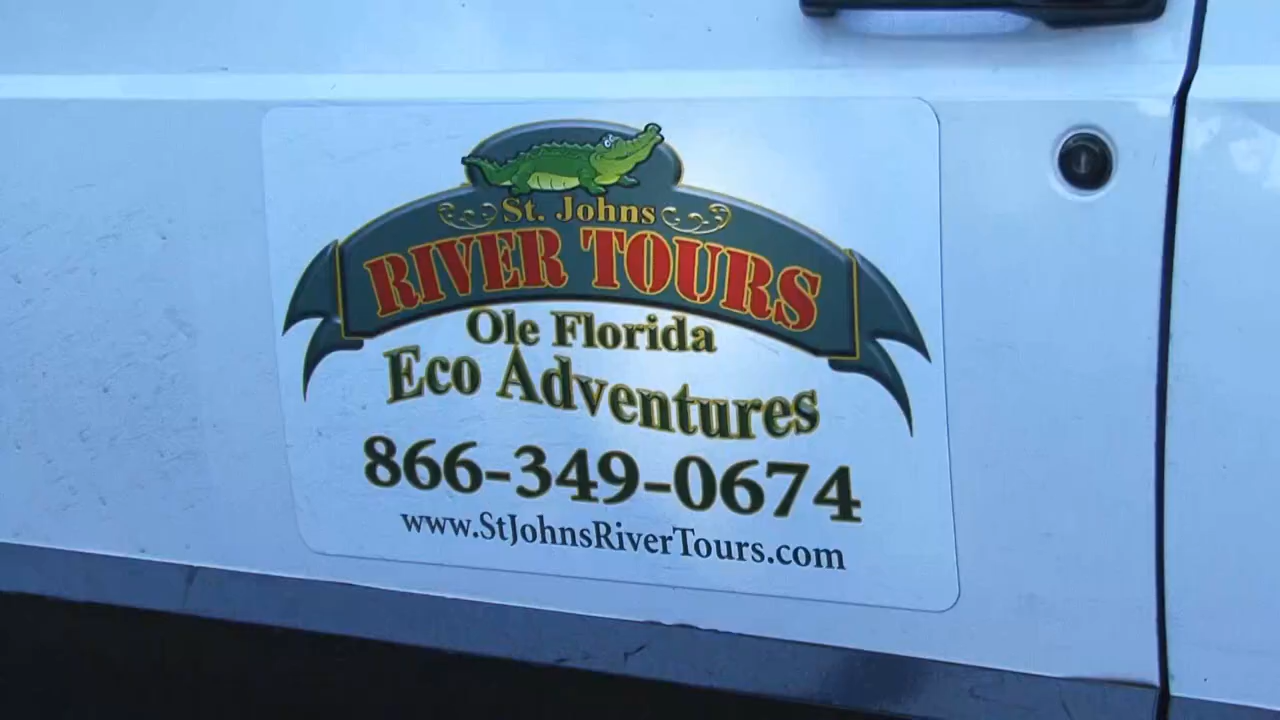 St. Johns
RIVER TOURS
Ole Florida
Eco Adventures
866-349-0674
www.StJohnsRiverTours.com